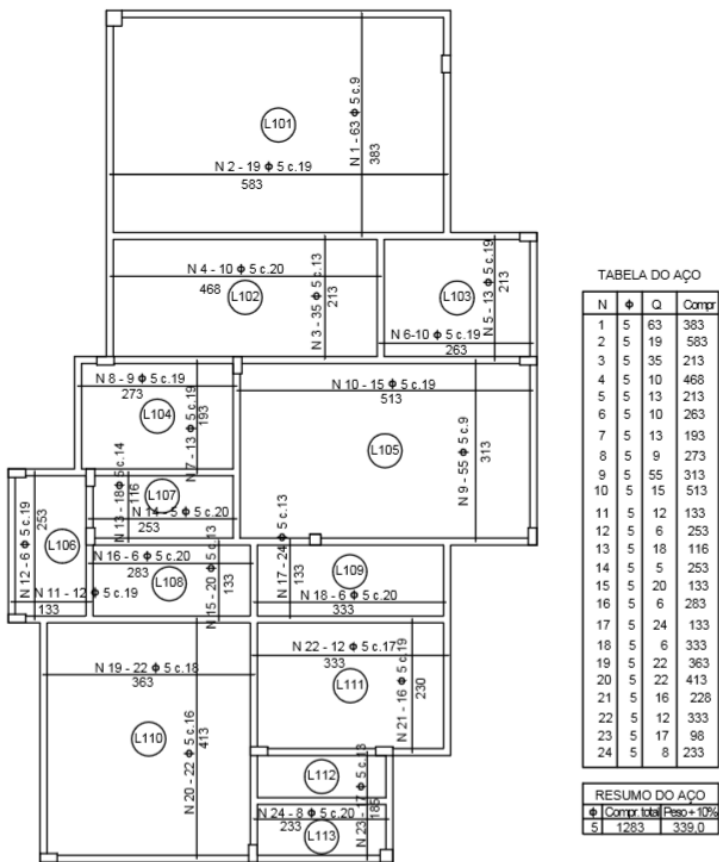 L101
N 1 - 63 ϕ 5 c.9
383
N 2 - 19 ϕ 5 c.19
583
N 4 - 10 ϕ 5 c.20
468
L102
N 3 - 35 ϕ 5 c.13
213
L103
N 5 - 13 ϕ 5 c.19
213
N 6-10 ϕ 5 c.19
263
N 8 - 9 ϕ 5 c.19
273
L104
N 7 - 13 ϕ 5 c.19
193
N 10 - 15 ϕ 5 c.19
513
L105
N 9 - 55 ϕ 5 c.9
313
N 12 - 6 ϕ 5 c.19
253
L106
N 11 - 12 ϕ 5 c.19
133
N 13 - 18 ϕ 5 c.14
116
L107
N 14 - 5 ϕ 5 c.20
253
N 16 - 6 ϕ 5 c.20
283
L108
N 15 - 20 ϕ 5 c.13
133
N 17 - 24 ϕ 5 c.13
133
L109
N 18 - 6 ϕ 5 c.20
333
N 19 - 22 ϕ 5 c.18
363
L110
N 20 - 22 ϕ 5 c.16
413
N 22 - 12 ϕ 5 c.17
333
L111
N 21 - 16 ϕ 5 c.19
230
L112
N 24 - 8 ϕ 5 c.20
233
L113
N 23 - 17 ϕ 5 c.13
185
TABELA DO AÇO
N ϕ Q Compr
1 5 63 383
2 5 19 583
3 5 35 213
4 5 10 468
5 5 13 213
6 5 10 263
7 5 13 193
8 5 9 273
9 5 55 313
10 5 15 513
11 5 12 133
12 5 6 253
13 5 18 116
14 5 5 253
15 5 20 133
16 5 6 283
17 5 24 133
18 5 6 333
19 5 22 363
20 5 22 413
21 5 16 228
22 5 12 333
23 5 17 98
24 5 8 233
RESUMO DO AÇO
ϕ Compr. total Peso+10%
5 1283 339.0